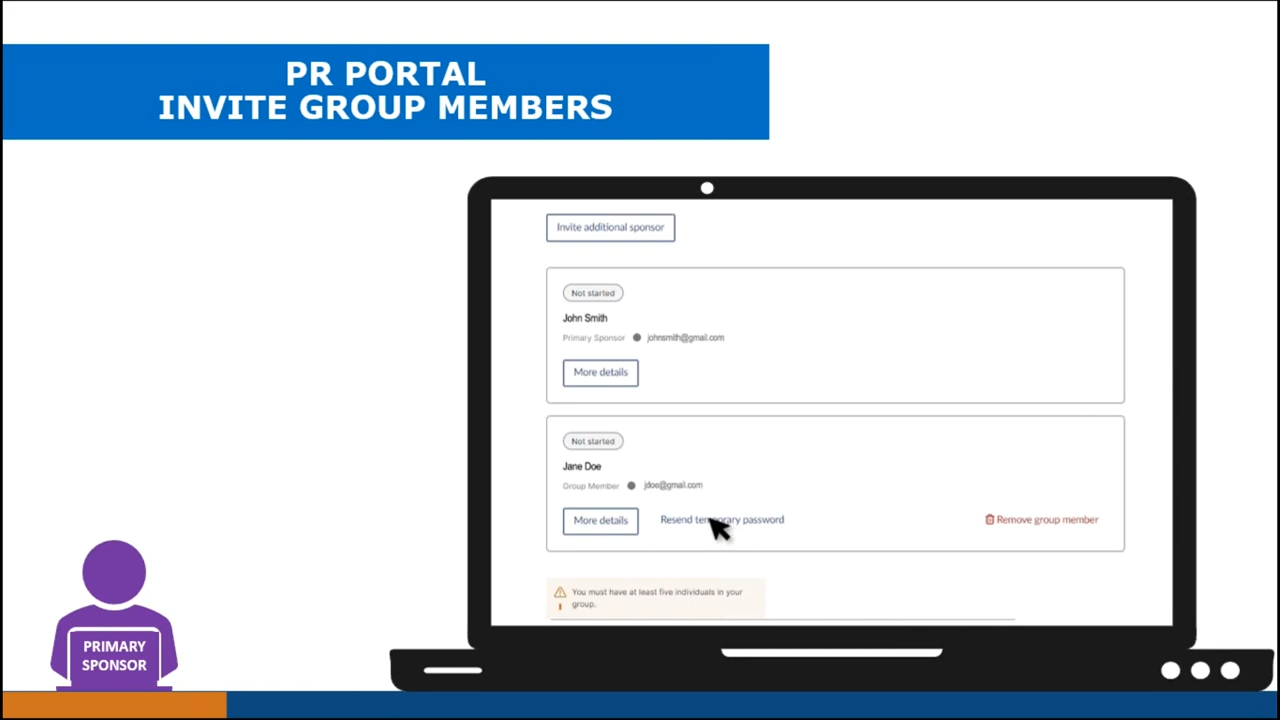 PR PORTAL
INVITE GROUP MEMBERS
Invite additional sponsor
Not started
John Smith
Primary Sponsor johnsmith@gmail.com
More details
Not started
Jane Doe
Group Member jdoe@gmail.com
More details Resend temporary password Remove group member
You must have at least five individuals in your
group.
PRIMARY
SPONSOR